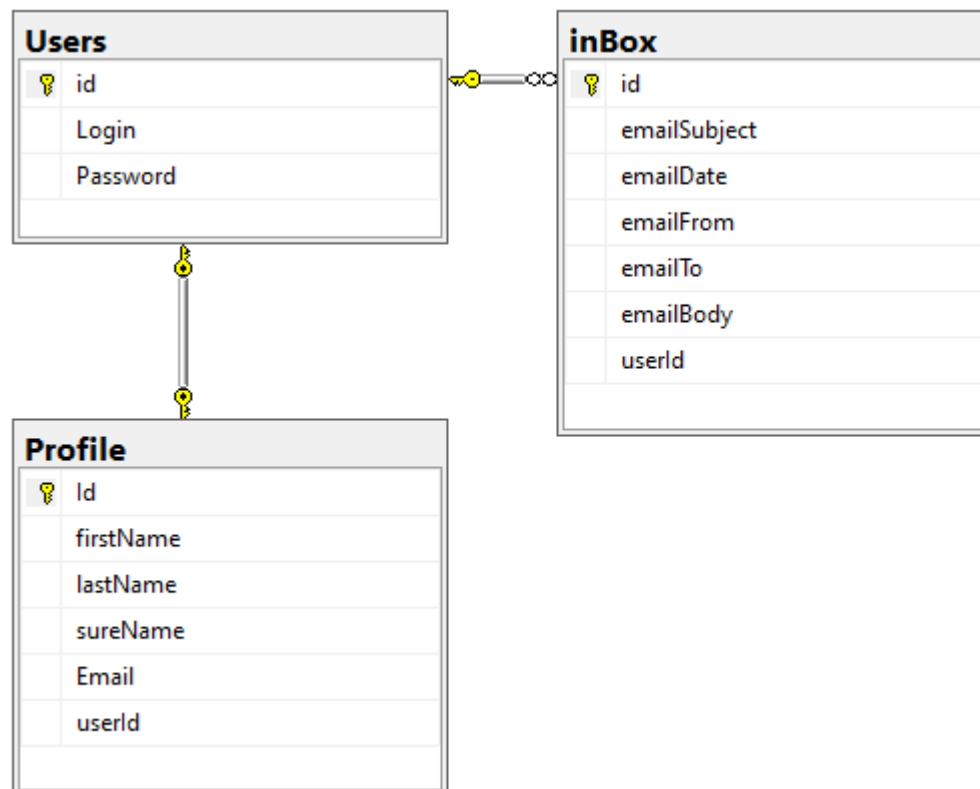 Users
id
Login
Password
inBox
id
emailSubject
emailDate
emailFrom
emailTo
emailBody
userId
Profile
Id
firstName
lastName
sureName
Email
userId